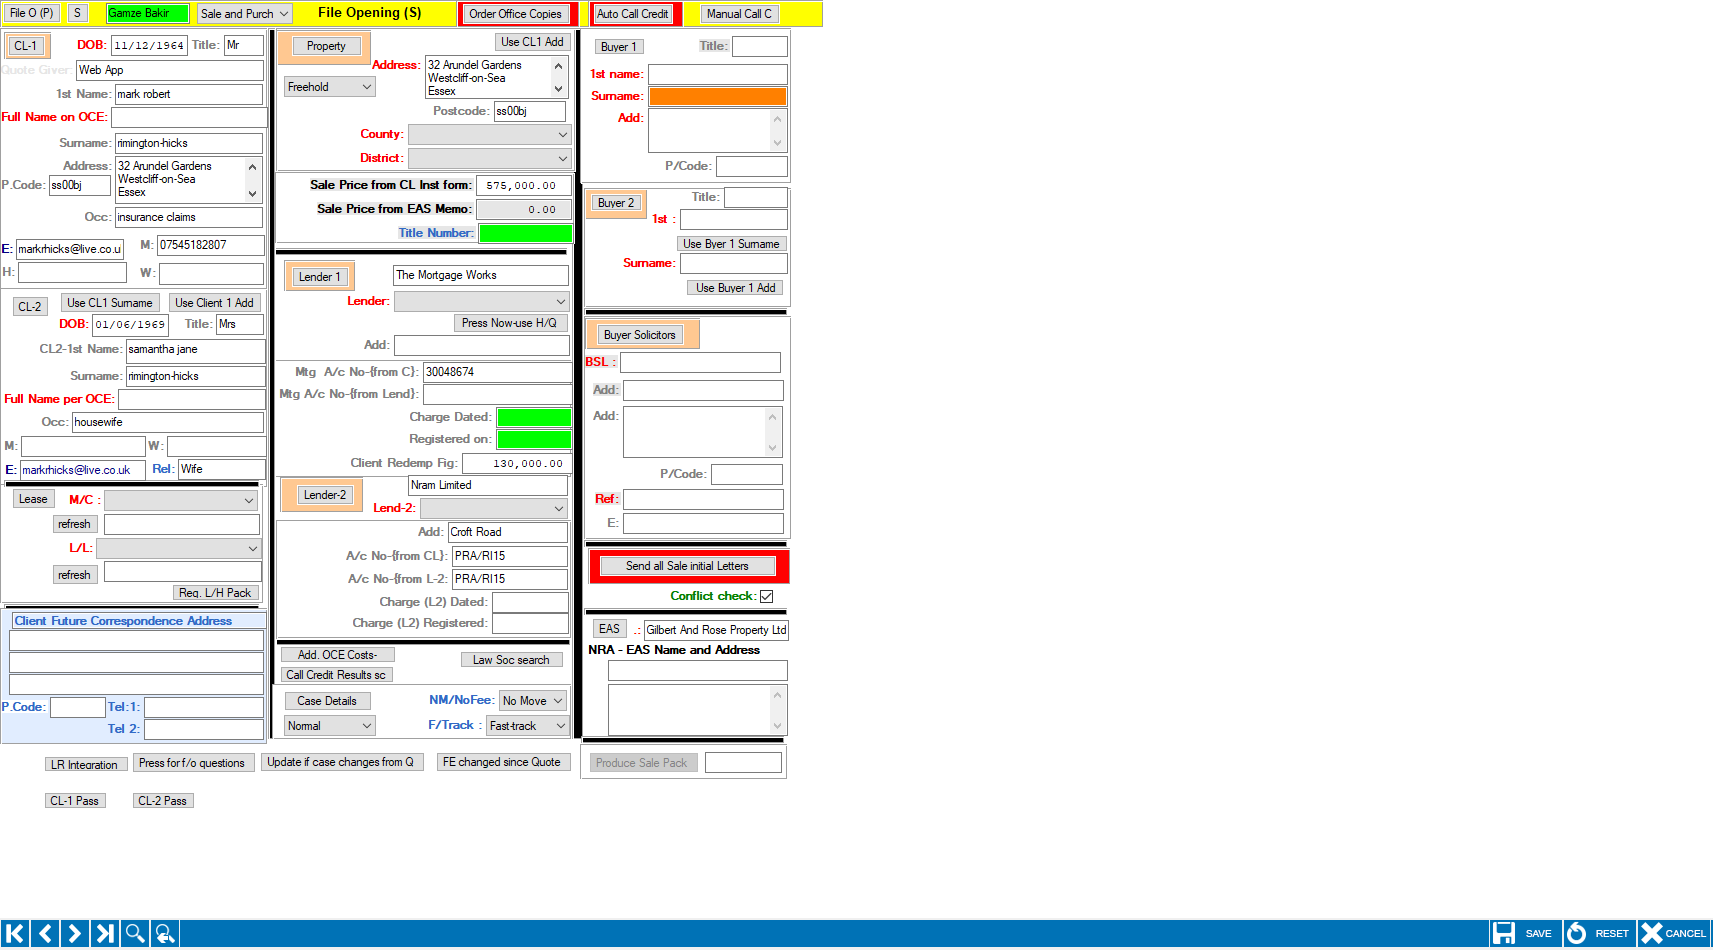 File O (P) S Gamze Bakir Sale and Purch File Opening (S) Order Office Copies Auto Call Credit Manual Call C
CL-1 DOB: 11/12/1964 Title: Mr
Quote Giver: Web App
1st Name: mark robert
Full Name on OCE:
Surname: rimington-hicks
Address: 32 Arundel Gardens
Westcliff-on-Sea
Essex
P.Code: ss00bj
Occ: insurance claims
E: markrhicks@live.co.u M: 07545182807
H: W:
CL-2 Use CL1 Surname Use Client 1 Add
DOB: 01/06/1969 Title: Mrs
CL2-1st Name: samantha jane
Surname: rimington-hicks
Full Name per OCE:
Occ: housewife
M: W:
E: markrhicks@live.co.uk Rel: Wife
Lease M/C :
refresh
L/L:
refresh
Req. L/H Pack
Client Future Correspondence Address
P.Code: Tel:1:
Tel 2:
Property Use CL1 Add
Address: 32 Arundel Gardens
Westcliff-on-Sea
Essex
Freehold
Postcode: ss00bj
County:
District:
Sale Price from CL Inst form: 575,000.00
Sale Price from EAS Memo: 0.00
Title Number:
Lender 1 The Mortgage Works
Lender:
Press Now-use H/Q
Add:
Mtg A/c No-{from C}: 30048674
Mtg A/c No-{from Lend}:
Charge Dated:
Registered on:
Client Redemp Fig: 130,000.00
Lender-2 Nram Limited
Lend-2:
Add: Croft Road
A/c No-{from CL}: PRA/RI15
A/c No-{from L-2: PRA/RI15
Charge (L2) Dated:
Charge (L2) Registered:
Add. OCE Costs- Law Soc search
Call Credit Results sc
Case Details NM/NoFee: No Move
Normal F/Track : Fast-track
Buyer 1 Title:
1st name:
Surname:
Add:
P/Code:
Buyer 2 Title:
1st :
Use Byer 1 Surname
Surname:
Use Buyer 1 Add
Buyer Solicitors
BSL :
Add:
Add:
P/Code:
Ref:
E:
Send all Sale initial Letters
Conflict check:
EAS .: Gilbert And Rose Property Ltd
NRA - EAS Name and Address
Produce Sale Pack
LR Integration Press for f/o questions Update if case changes from Q FE changed since Quote
CL-1 Pass CL-2 Pass
SAVE RESET CANCEL